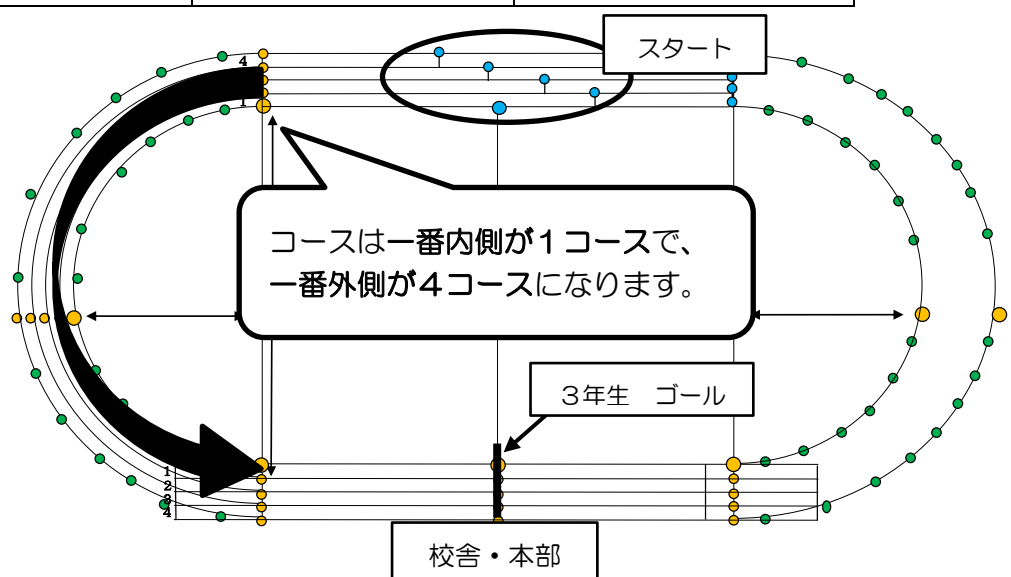 スタート
4
1
コースは一番内側が１コースで、
一番外側が４コースになります。
３年生　ゴール
1
2
3
4
校舎・本部